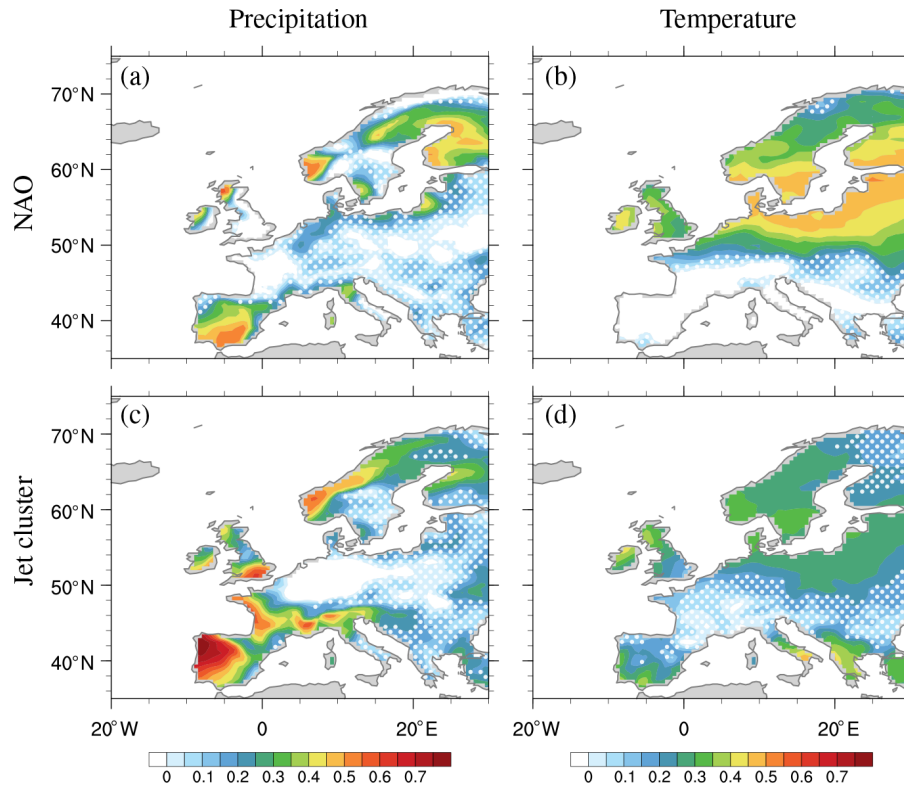 Precipitation Temperature
(a) (b)
NAO
70°N
60°N
50°N
40°N
(c) (d)
Jet cluster
70°N
60°N
50°N
40°N
20°W 0 20°E 20°W 0 20°E
0 0.1 0.2 0.3 0.4 0.5 0.6 0.7 0 0.1 0.2 0.3 0.4 0.5 0.6 0.7